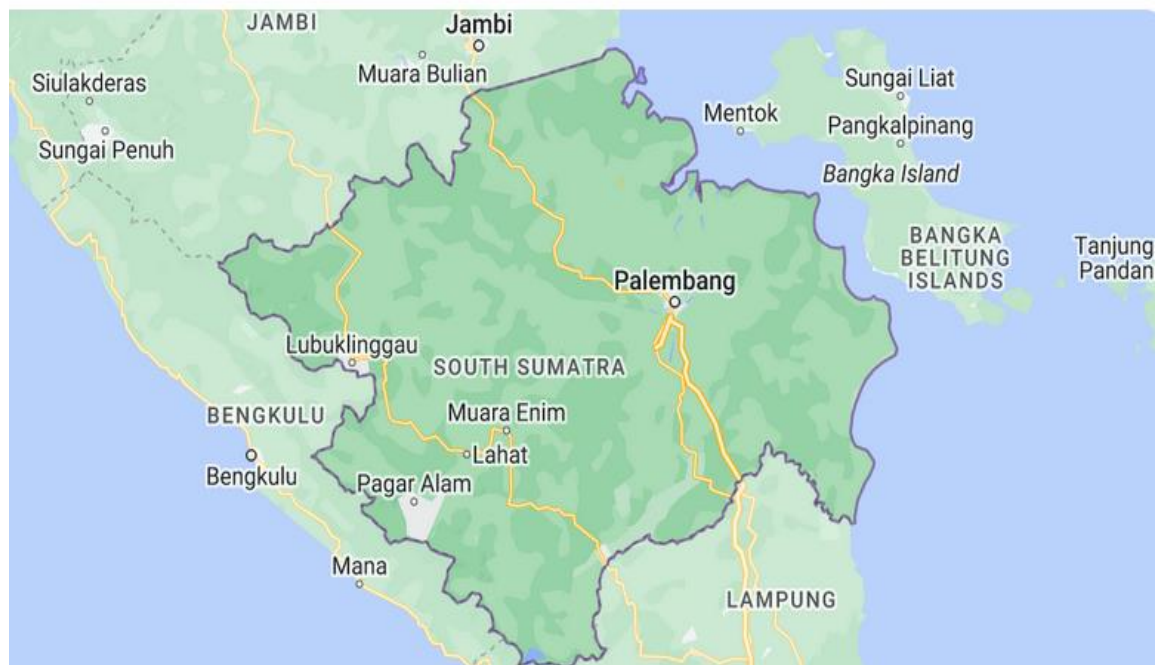 JAMBI
Jambi
Muara Bulian
Siulakderas
Sungai Penuh
Sungai Liat
Mentok
Pangkalpinang
Bangka Island
BANGKA
BELITUNG
ISLANDS
Tanjung
Pandan
Palembang
Lubuklinggau
SOUTH SUMATRA
BENGKULU
Muara Enim
Lahat
Bengkulu
Pagar Alam
Mana
LAMPUNG